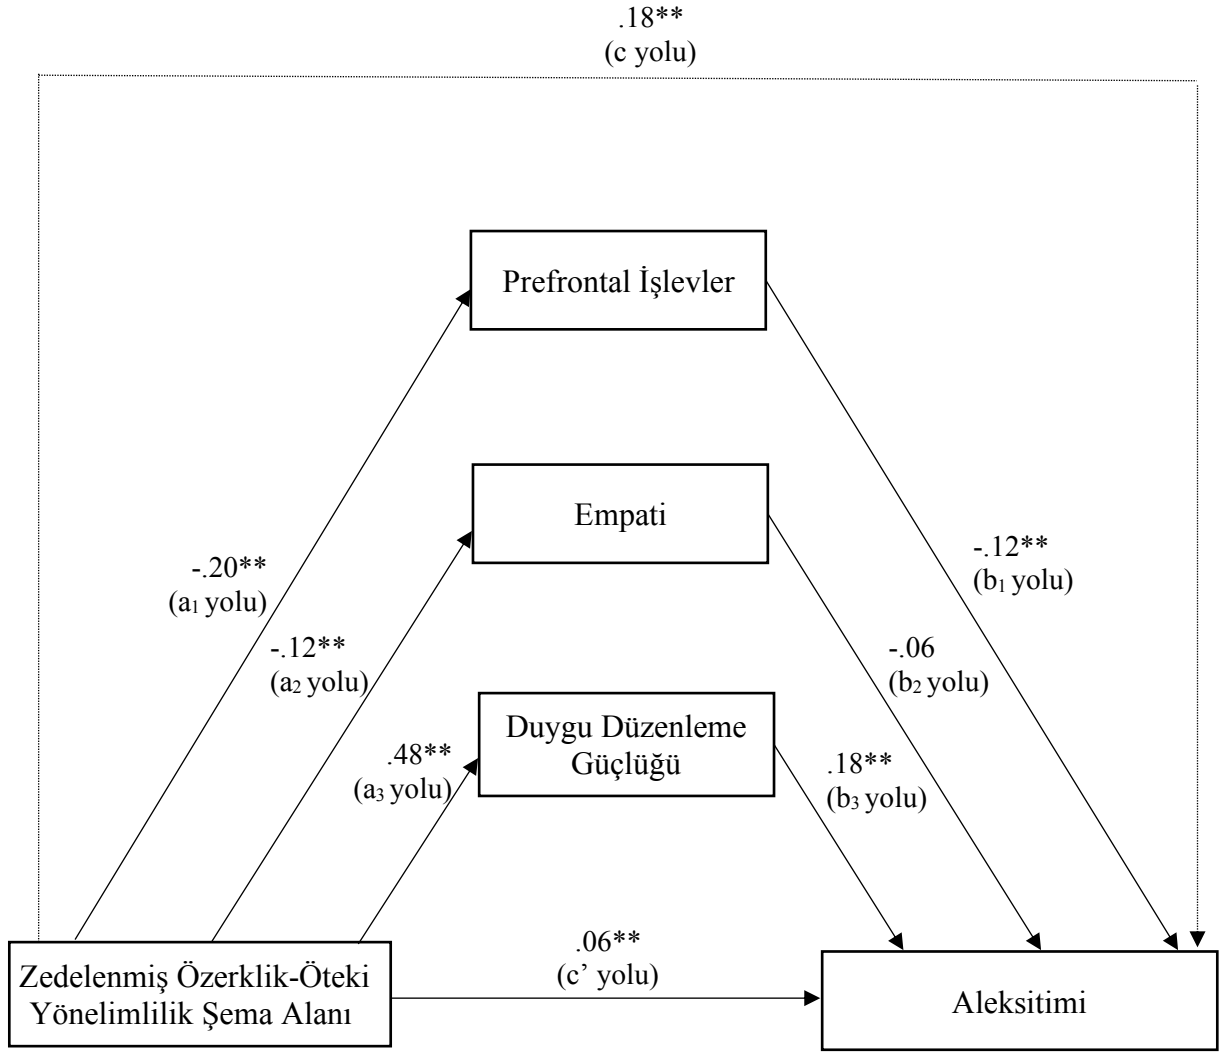 .18**
(c yolu)
Prefrontal İşlevler
Empati
-.20**
(a1 yolu)
-.12**
(b1 yolu)
-.12**
(a2 yolu)
-.06
(b2 yolu)
Duygu Düzenleme
Güçlüğü
.48**
(a3 yolu)
.18**
(b3 yolu)
Zedelenmiş Özerklik-Öteki
Yönelimlilik Şema Alanı
.06**
(c’ yolu)
Aleksitimi